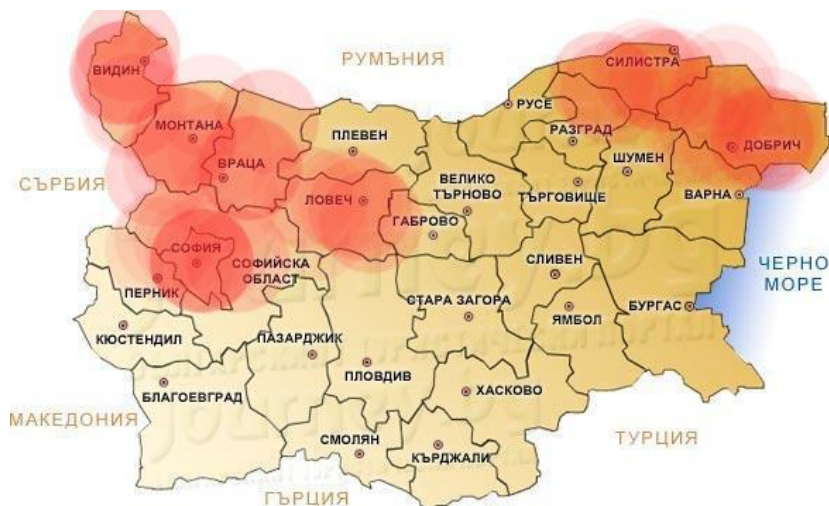 РУМЪНИЯ
ВИДИН
СИЛИСТРА
РУСЕ
МОНТАНА
ПЛЕВЕН
РАЗГРАД
ДОБРИЧ
ВРАЦА
ШУМЕН
СЪРБИЯ
ВЕЛИКО
ТЪРНОВО
ТЪРГОВИЩЕ
ВАРНА
ЛОВЕЧ
ГАБРОВО
СОФИЯ
СОФИЙСКА
ОБЛАСТ
СЛИВЕН
ЧЕРНО
МОРЕ
ПЕРНИК
СТАРА ЗАГОРА
ЯМБОЛ
БУРГАС
КЮСТЕНДИЛ
ПАЗАРДЖИК
ПЛОВДИВ
ХАСКОВО
БЛАГОЕВГРАД
МАКЕДОНИЯ
СМОЛЯН
КЪРДЖАЛИ
ТУРЦИЯ
ГЪРЦИЯ
journey.bg